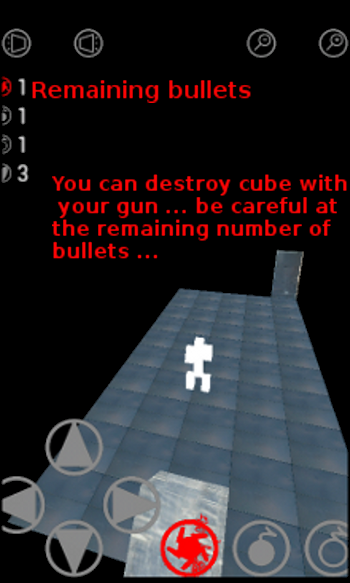 1 Remaining bullets
1
1
3
You can destroy cube with
your gun ... be careful at
the remaining number of
bullets ...